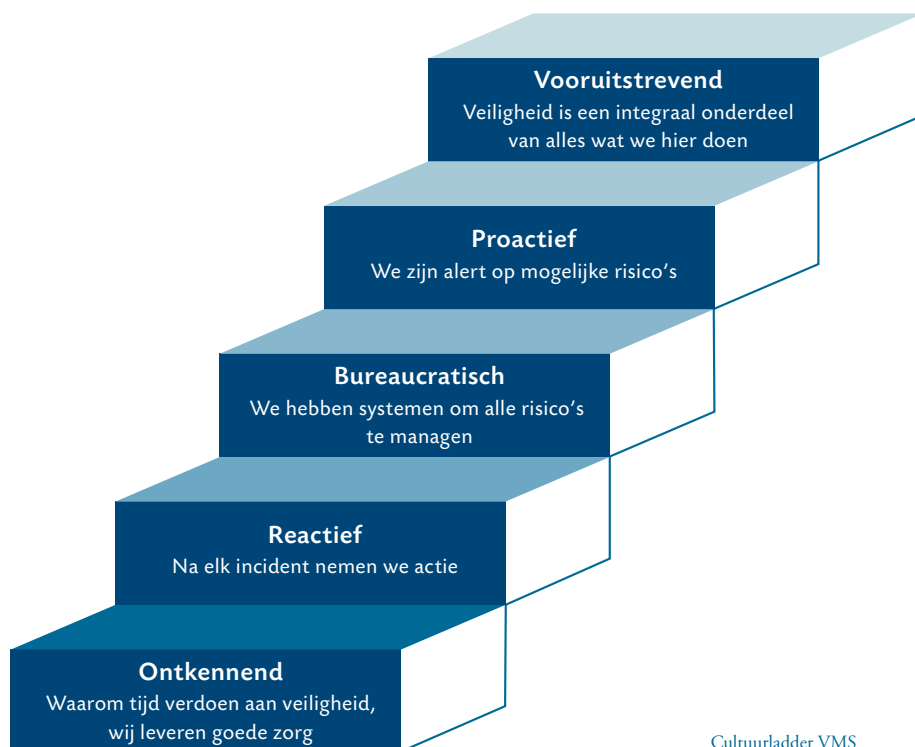 Vooruitstrevend
Veiligheid is een integraal onderdeel
van alles wat we hier doen
Proactief
We zijn alert op mogelijke risico's
Bureaucratisch
We hebben systemen om alle risico's
te managen
Reactief
Na elk incident nemen we actie
Ontkennend
Waarom tijd verdoen aan veiligheid,
wij leveren goede zorg
Cultuurladder VMS